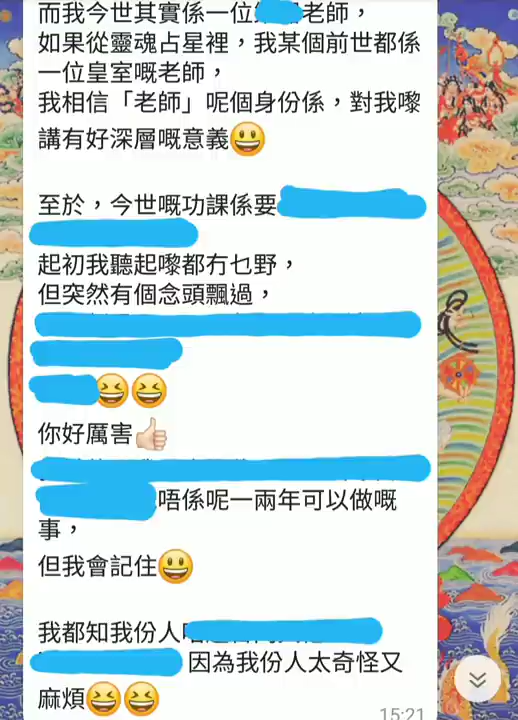 而我今世其實係一位老師，
如果從靈魂占星裡，我某個前世都係
一位皇室嘅老師，
我相信「老師」呢個身份係，對我嚟
講有好深層嘅意義😃
至於，今世嘅功課係要
起初我聽起嚟都冇乜野，
但突然有個念頭飄過，
😆😆
你好厲害👍🏻
唔係呢一兩年可以做嘅
事，
但我會記住😃
我都知我份人
因為我份人太奇怪又
麻煩😆😆
15:21